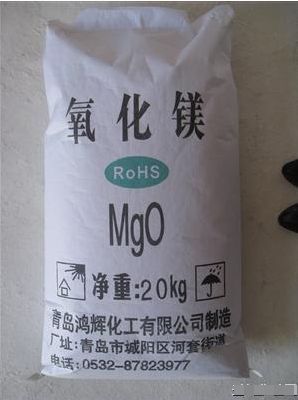 氧化镁
RoHS
MgO
净重:20kg
青岛鸿辉化工有限公司制造
厂址:青岛市城阳区河套街道
电话:0532-87823977